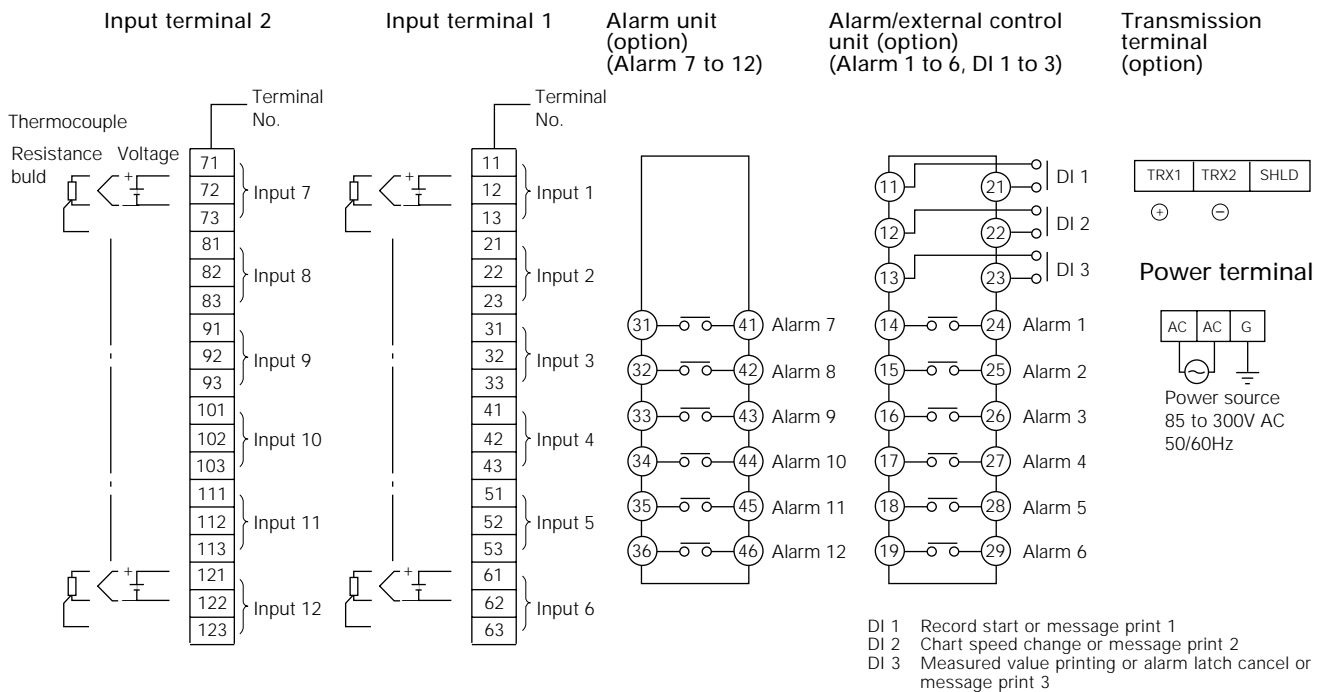 Input terminal 2
Terminal
No.
Thermocouple
Resistance Voltage
buld
+
71
72
73
Input 7
81
82
83
Input 8
91
92
93
Input 9
101
102
103
Input 10
111
112
113
Input 11
+
121
122
123
Input 12
Input terminal 1
Terminal
No.
+
11
12
13
Input 1
21
22
23
Input 2
31
32
33
Input 3
41
42
43
Input 4
51
52
53
Input 5
+
61
62
63
Input 6
Alarm unit
(option)
(Alarm 7 to 12)
31 41 Alarm 7
32 42 Alarm 8
33 43 Alarm 9
34 44 Alarm 10
35 45 Alarm 11
36 46 Alarm 12
Alarm/external control
unit (option)
(Alarm 1 to 6, DI 1 to 3)
11 21 DI 1
12 22 DI 2
13 23 DI 3
14 24 Alarm 1
15 25 Alarm 2
16 26 Alarm 3
17 27 Alarm 4
18 28 Alarm 5
19 29 Alarm 6
DI 1 Record start or message print 1
DI 2 Chart speed change or message print 2
DI 3 Measured value printing or alarm latch cancel or
message print 3
Transmission
terminal
(option)
TRX1 TRX2 SHLD
+ −
Power terminal
AC AC G
Power source
85 to 300V AC
50/60Hz